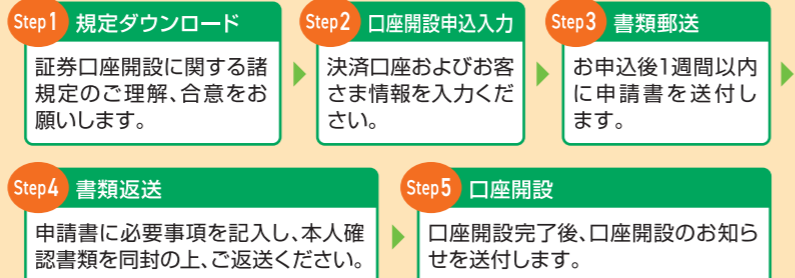 Step1 規定ダウンロード
証券口座開設に関する諸
規定のご理解、合意をお
願いします。
Step2 口座開設申込入力
決済口座およびお客
さま情報を入力くだ
さい。
Step3 書類郵送
お申込後1週間以内
に申請書を送付し
ます。
Step4 書類返送
申請書に必要事項を記入し、本人確
認書類を同封の上、ご返送ください。
Step5 口座開設
口座開設完了後、口座開設のお知ら
せを送付します。